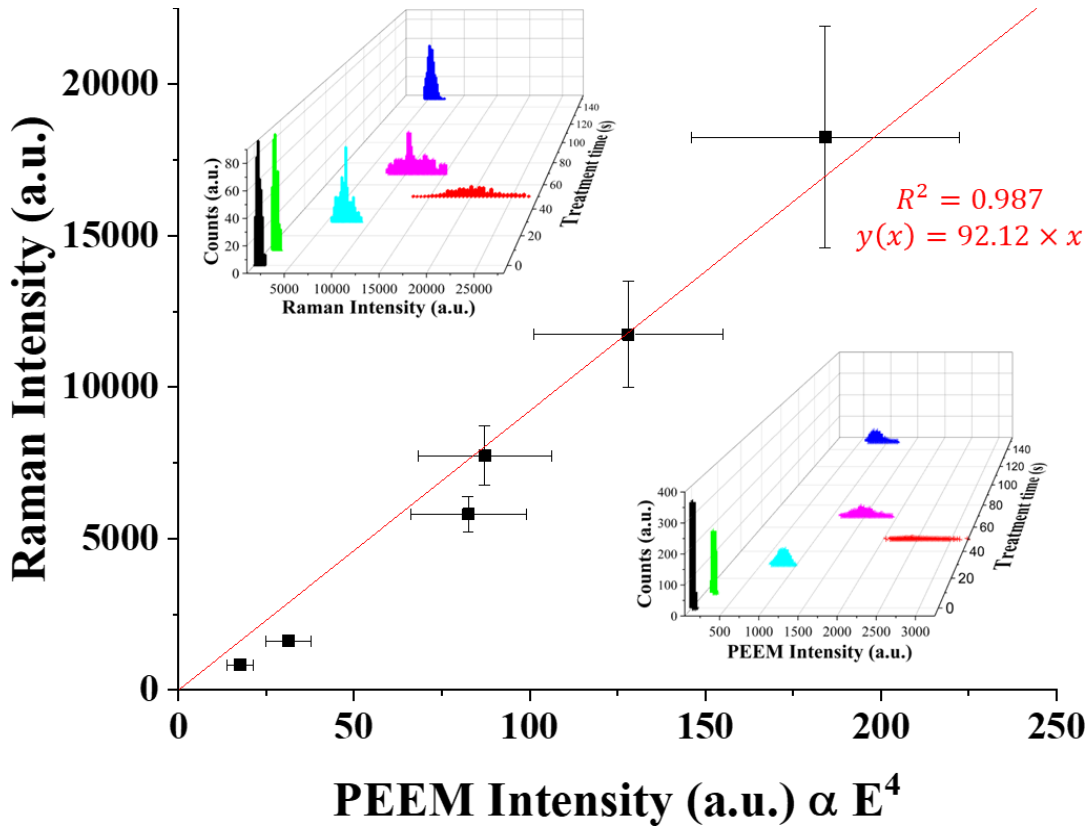 Raman Intensity (a.u.)
20000
15000
10000
5000
0
0 50 100 150 200 250
PEEM Intensity (a.u.) α E⁴
R² = 0.987
y(x) = 92.12 × x
Counts (a.u.)
80
60
40
20
0
5000 10000 15000 20000 25000
Raman Intensity (a.u.)
140
120
100
80
60
40
20
0
Treatment time (s)
Counts (a.u.)
400
300
200
100
0
500 1000 1500 2000 2500 3000
PEEM Intensity (a.u.)
140
120
100
80
60
40
20
0
Treatment time (s)